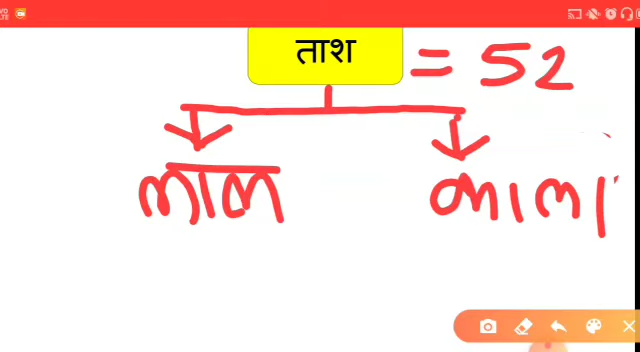 ताश = 52
लाल काला